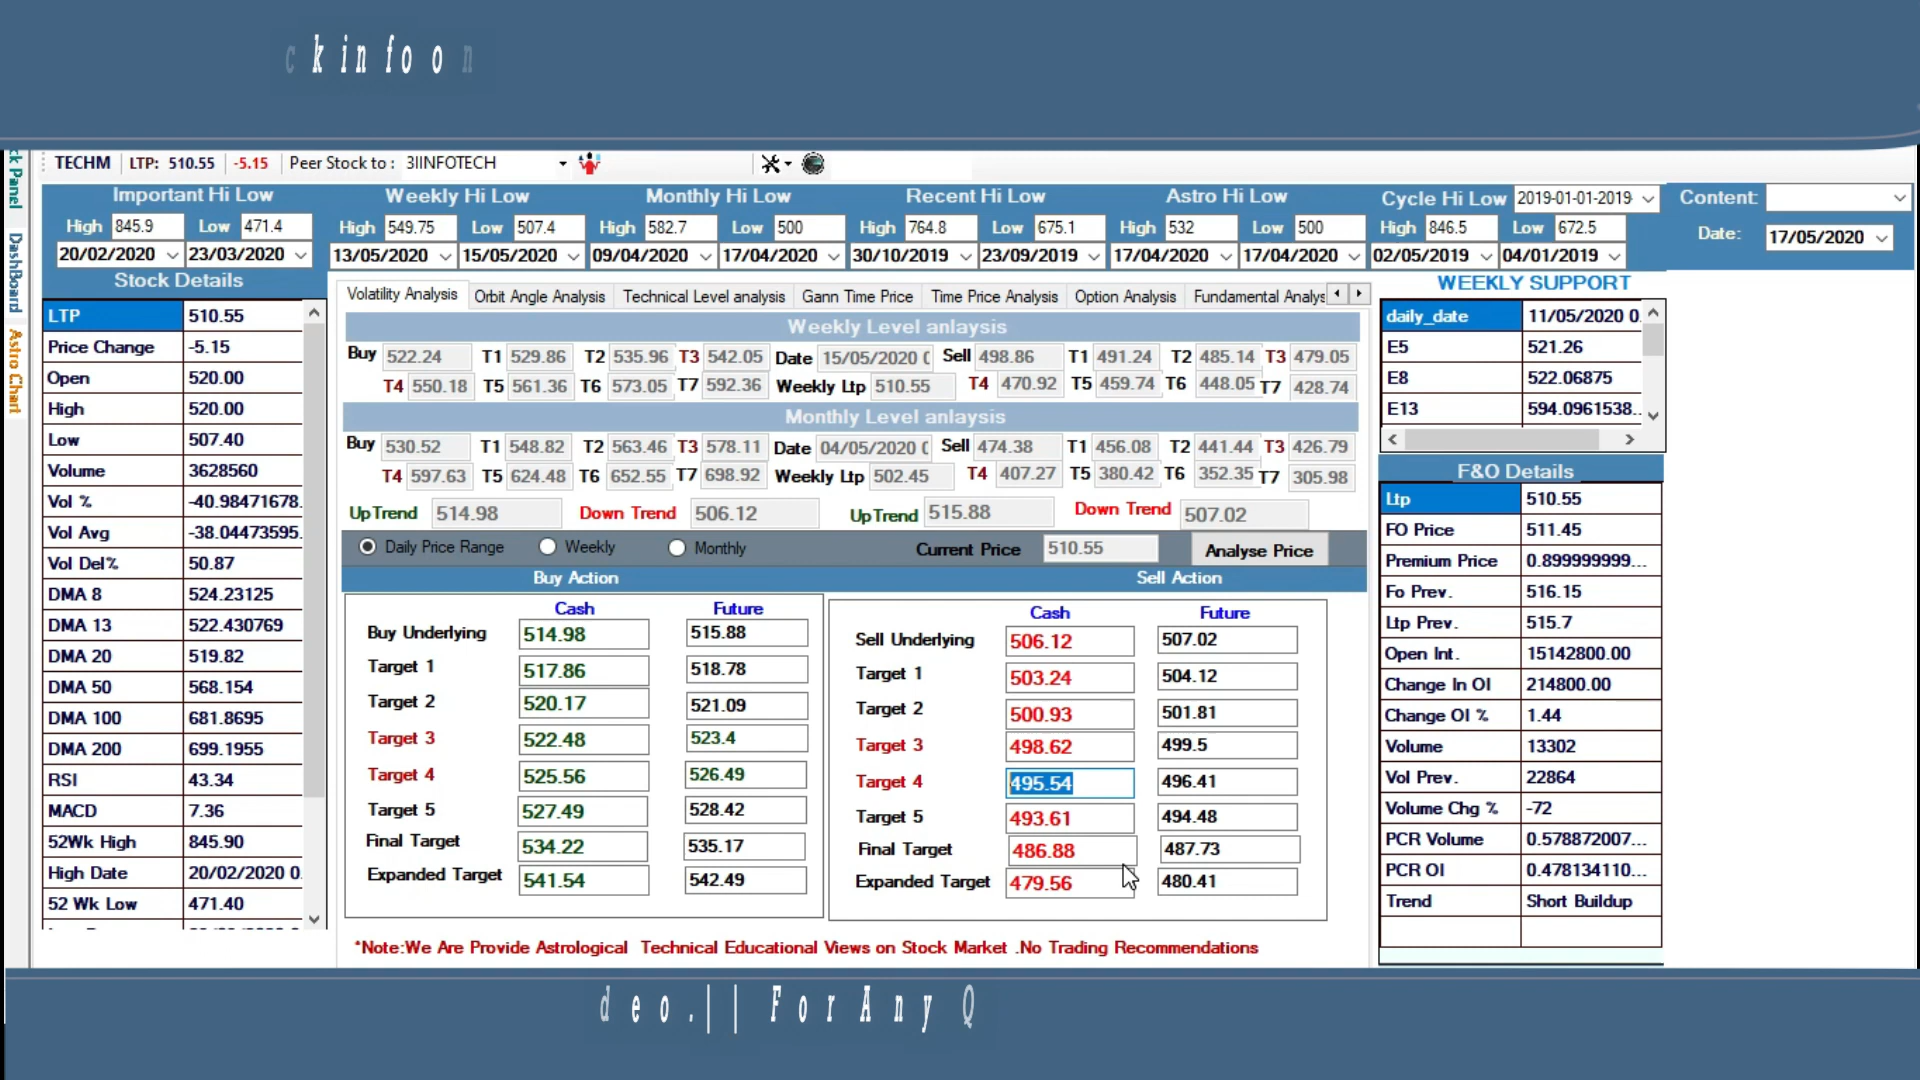 c k i n f o o n
TECHM LTP: 510.55 -5.15 Peer Stock to : 3IINFOTECH
Important Hi Low Weekly Hi Low Monthly Hi Low Recent Hi Low Astro Hi Low Cycle Hi Low 2019-01-01-2019- Content:
High 845.9 Low 471.4 High 549.75 Low 507.4 High 582.7 Low 500 High 764.8 Low 675.1 High 532 Low 500 High 846.5 Low 672.5 Date: 17/05/2020
20/02/2020 23/03/2020 13/05/2020 15/05/2020 09/04/2020 17/04/2020 30/10/2019 23/09/2019 17/04/2020 17/04/2020 02/05/2019 04/01/2019
ck Panel
DashBoard
Astro Chart
Stock Details
LTP 510.55
Price Change -5.15
Open 520.00
High 520.00
Low 507.40
Volume 3628560
Vol % -40.98471678.
Vol Avg -38.04473595.
Vol Del% 50.87
DMA 8 524.23125
DMA 13 522.430769
DMA 20 519.82
DMA 50 568.154
DMA 100 681.8695
DMA 200 699.1955
RSI 43.34
MACD 7.36
52Wk High 845.90
High Date 20/02/2020 0.
52 Wk Low 471.40
Volatility Analysis Orbit Angle Analysis Technical Level analysis Gann Time Price Time Price Analysis Option Analysis Fundamental Analys
Weekly Level anlaysis
Buy 522.24 T1 529.86 T2 535.96 T3 542.05 Date 15/05/2020 0 Sell 498.86 T1 491.24 T2 485.14 T3 479.05
T4 550.18 T5 561.36 T6 573.05 T7 592.36 Weekly Ltp 510.55 T4 470.92 T5 459.74 T6 448.05 T7 428.74
Monthly Level anlaysis
Buy 530.52 T1 548.82 T2 563.46 T3 578.11 Date 04/05/2020 0 Sell 474.38 T1 456.08 T2 441.44 T3 426.79
T4 597.63 T5 624.48 T6 652.55 T7 698.92 Weekly Ltp 502.45 T4 407.27 T5 380.42 T6 352.35 T7 305.98
UpTrend 514.98 Down Trend 506.12 UpTrend 515.88 Down Trend 507.02
Daily Price Range Weekly Monthly Current Price 510.55 Analyse Price
Buy Action Sell Action
Cash Future
Buy Underlying 514.98 515.88
Target 1 517.86 518.78
Target 2 520.17 521.09
Target 3 522.48 523.4
Target 4 525.56 526.49
Target 5 527.49 528.42
Final Target 534.22 535.17
Expanded Target 541.54 542.49
Cash Future
Sell Underlying 506.12 507.02
Target 1 503.24 504.12
Target 2 500.93 501.81
Target 3 498.62 499.5
Target 4 495.54 496.41
Target 5 493.61 494.48
Final Target 486.88 487.73
Expanded Target 479.56 480.41
*Note:We Are Provide Astrological Technical Educational Views on Stock Market .No Trading Recommendations
WEEKLY SUPPORT
daily_date 11/05/2020 0.
E5 521.26
E8 522.06875
E13 594.0961538..
F&O Details
Ltp 510.55
FO Price 511.45
Premium Price 0.899999999...
Fo Prev. 516.15
Ltp Prev. 515.7
Open Int. 15142800.00
Change In OI 214800.00
Change OI % 1.44
Volume 13302
Vol Prev. 22864
Volume Chg % -72
PCR Volume 0.578872007...
PCR OI 0.478134110...
Trend Short Buildup
d e o . | | F o r A n y Q